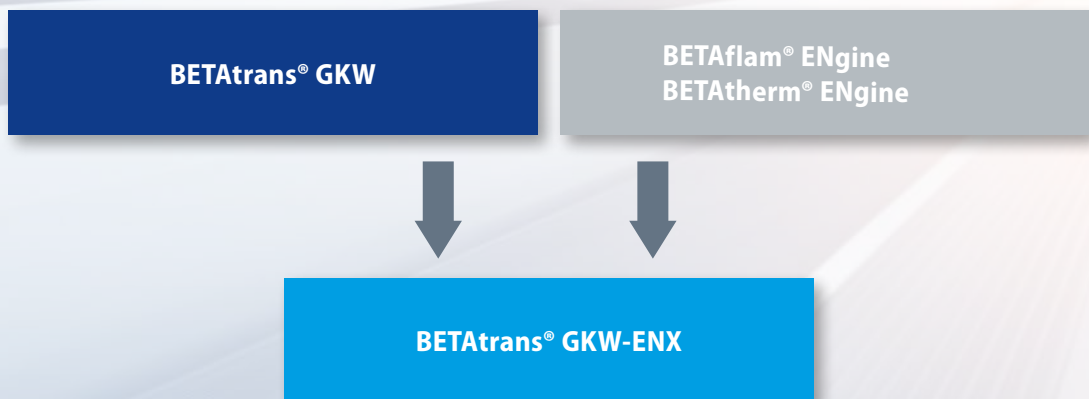 BETAtrans® GKW
BETAflam® ENgine
BETAtherm® ENgine
BETAtrans® GKW-ENX